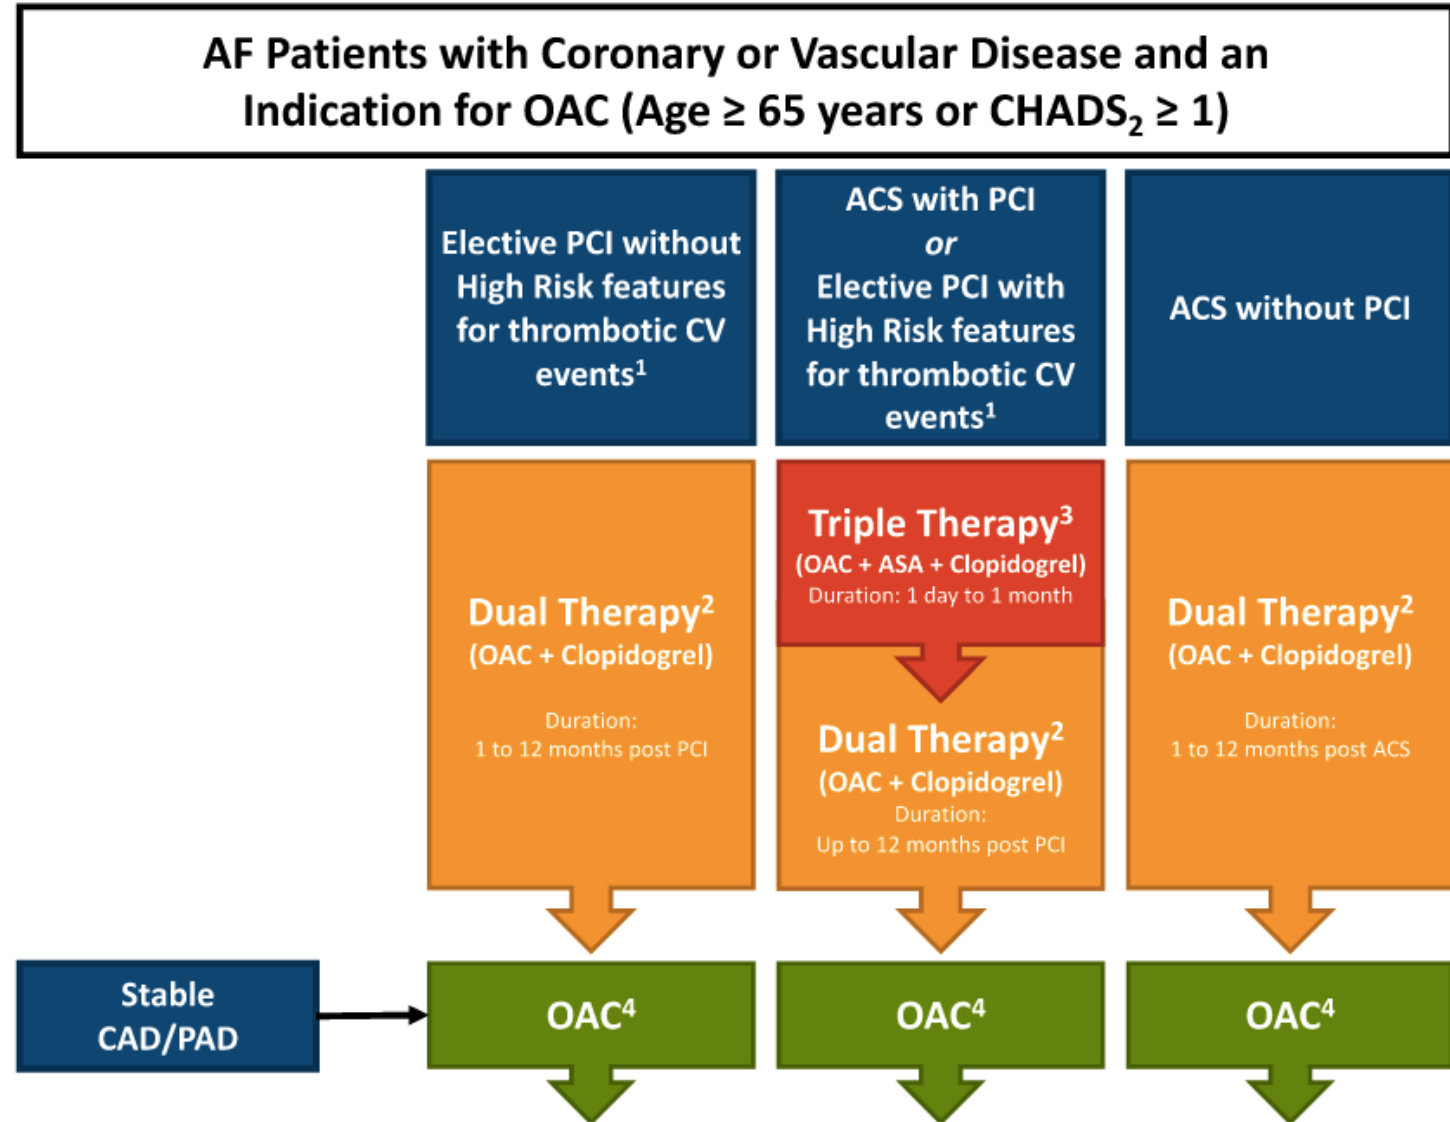 AF Patients with Coronary or Vascular Disease and an
Indication for OAC (Age ≥ 65 years or CHADS₂ ≥ 1)
Elective PCI without
High Risk features
for thrombotic CV
events¹
ACS with PCI
or
Elective PCI with
High Risk features
for thrombotic CV
events¹
ACS without PCI
Dual Therapy²
(OAC + Clopidogrel)
Duration:
1 to 12 months post PCI
Triple Therapy³
(OAC + ASA + Clopidogrel)
Duration: 1 day to 1 month
Dual Therapy²
(OAC + Clopidogrel)
Duration:
Up to 12 months post PCI
Dual Therapy²
(OAC + Clopidogrel)
Duration:
1 to 12 months post ACS
Stable
CAD/PAD
OAC⁴
OAC⁴
OAC⁴